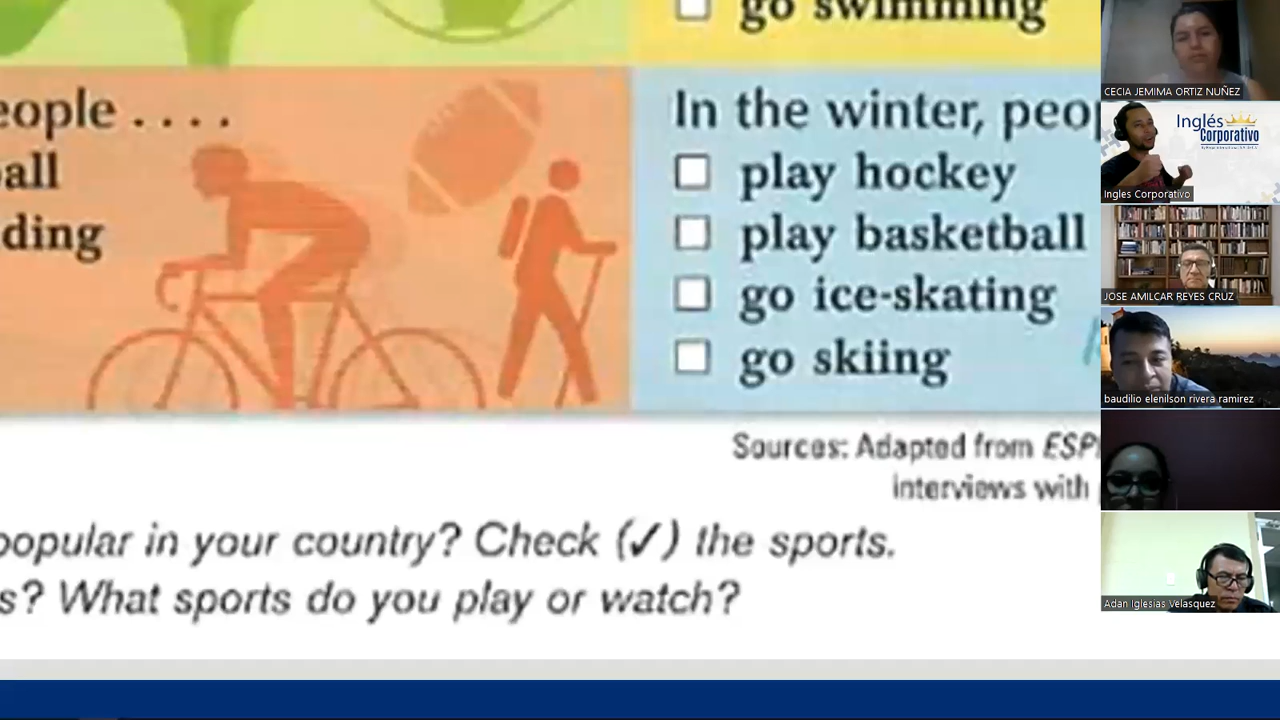 go swimming
eople . . . .
all
ding
In the winter, peop
play hockey
play basketball
go ice-skating
go skiing
Sources: Adapted from ESP
interviews with
popular in your country? Check (✓) the sports.
s? What sports do you play or watch?
CECIA JEMIMA ORTIZ NUÑEZ
Inglés
Corporativo
Ingles Corporativo
JOSE AMILCAR REYES CRUZ
baudilio elenilson rivera ramirez
Adan Iglesias Velasquez